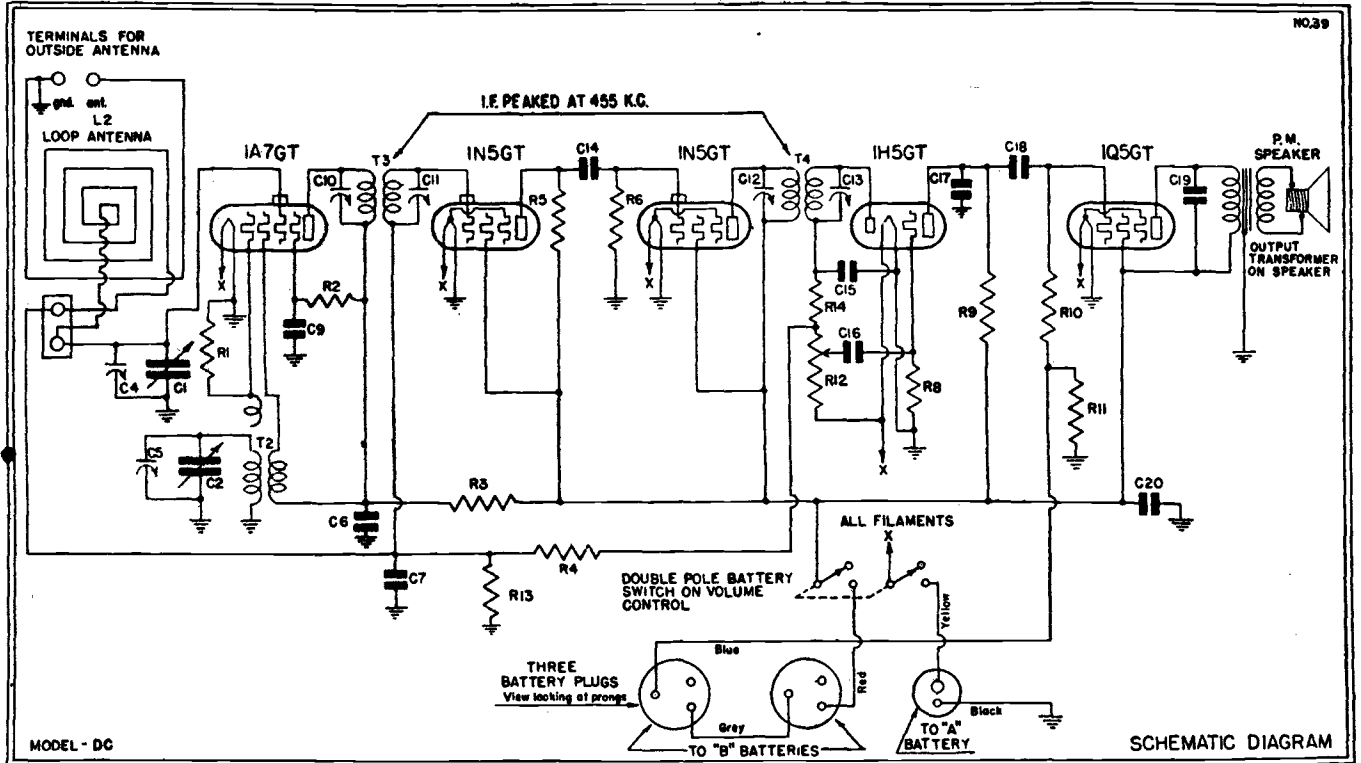 NO.39
TERMINALS FOR
OUTSIDE ANTENNA
gnd. ant.
L2
LOOP ANTENNA
I.F. PEAKED AT 455 K.C.
1A7GT
T3
1N5GT
C14
1N5GT
T4
1H5GT
C18
1Q5GT
P.M.
SPEAKER
C10
C11
R5
R6
C12
C13
C17
C19
X
X
X
X
OUTPUT
TRANSFORMER
ON SPEAKER
R2
C15
R14
R9
R10
C9
R1
C16
C4
C1
R12
R8
R11
T2
C5
C2
X
R3
C20
C6
ALL FILAMENTS
X
R4
C7
R13
DOUBLE POLE BATTERY
SWITCH ON VOLUME
CONTROL
Yellow
Blue
Red
THREE
BATTERY PLUGS
View looking at prongs
Grey
Black
TO "B" BATTERIES
TO "A"
BATTERY
MODEL - DC
SCHEMATIC DIAGRAM